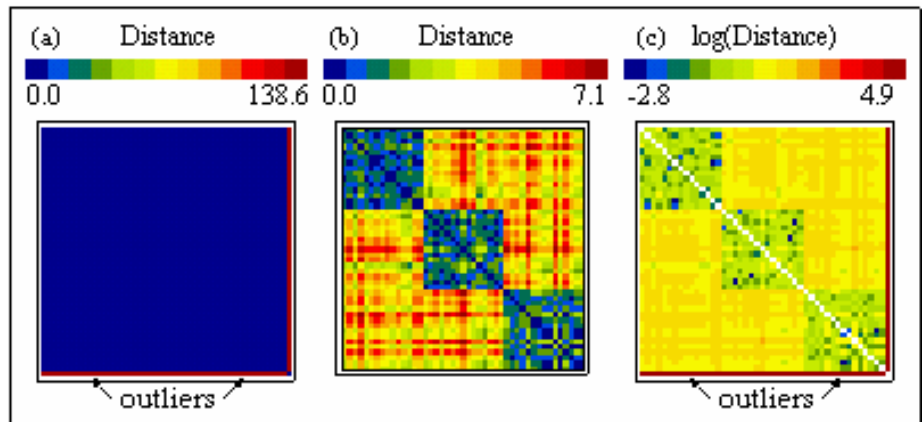 (a) Distance
0.0 138.6
outliers
(b) Distance
0.0 7.1
(c) log(Distance)
-2.8 4.9
outliers